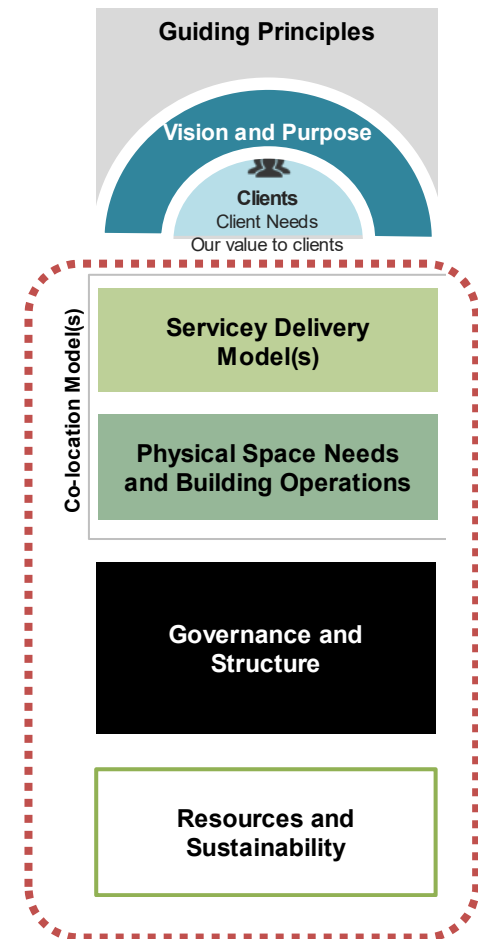 Guiding Principles
Vision and Purpose
Clients
Client Needs
Our value to clients
Co-location Model(s)
Servicey Delivery
Model(s)
Physical Space Needs
and Building Operations
Governance and
Structure
Resources and
Sustainability